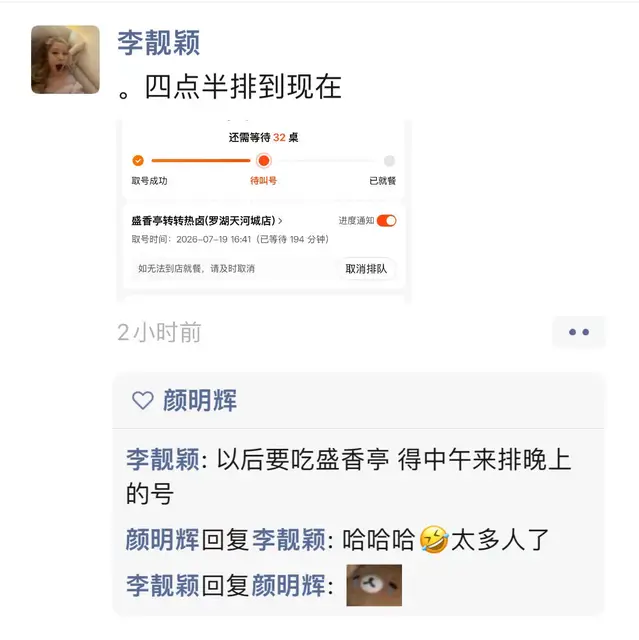 李靓颖
。四点半排到现在
还需等待 32 桌
取号成功
待叫号
已就餐
盛香亭转转热卤(罗湖天河城店) >
进度通知
取号时间：2026-07-19 16:41（已等待 194 分钟）
如无法到店就餐，请及时取消
取消排队
2小时前
颜明辉
李靓颖: 以后要吃盛香亭 得中午来排晚上
的号
颜明辉回复李靓颖: 哈哈哈🤣太多人了
李靓颖回复颜明辉: